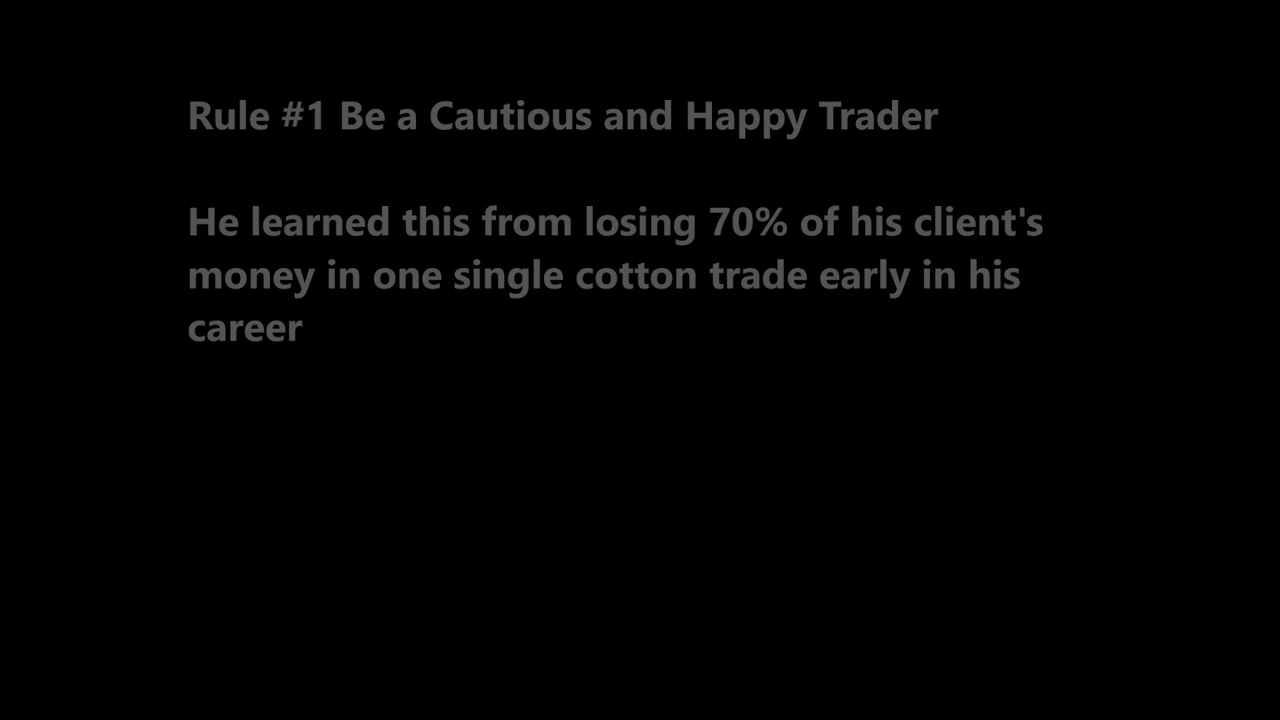 Rule #1 Be a Cautious and Happy Trader
He learned this from losing 70% of his client's
money in one single cotton trade early in his
career